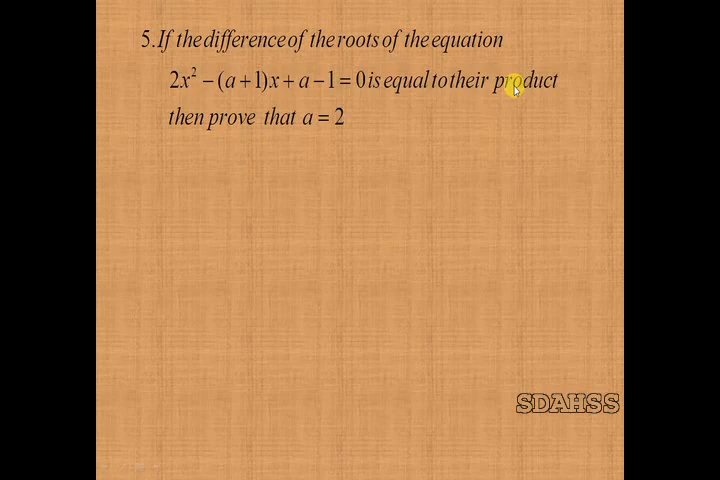 5. If the difference of the roots of the equation
2x² − (a + 1)x + a − 1 = 0 is equal to their product
then prove that a = 2
SDAHSS